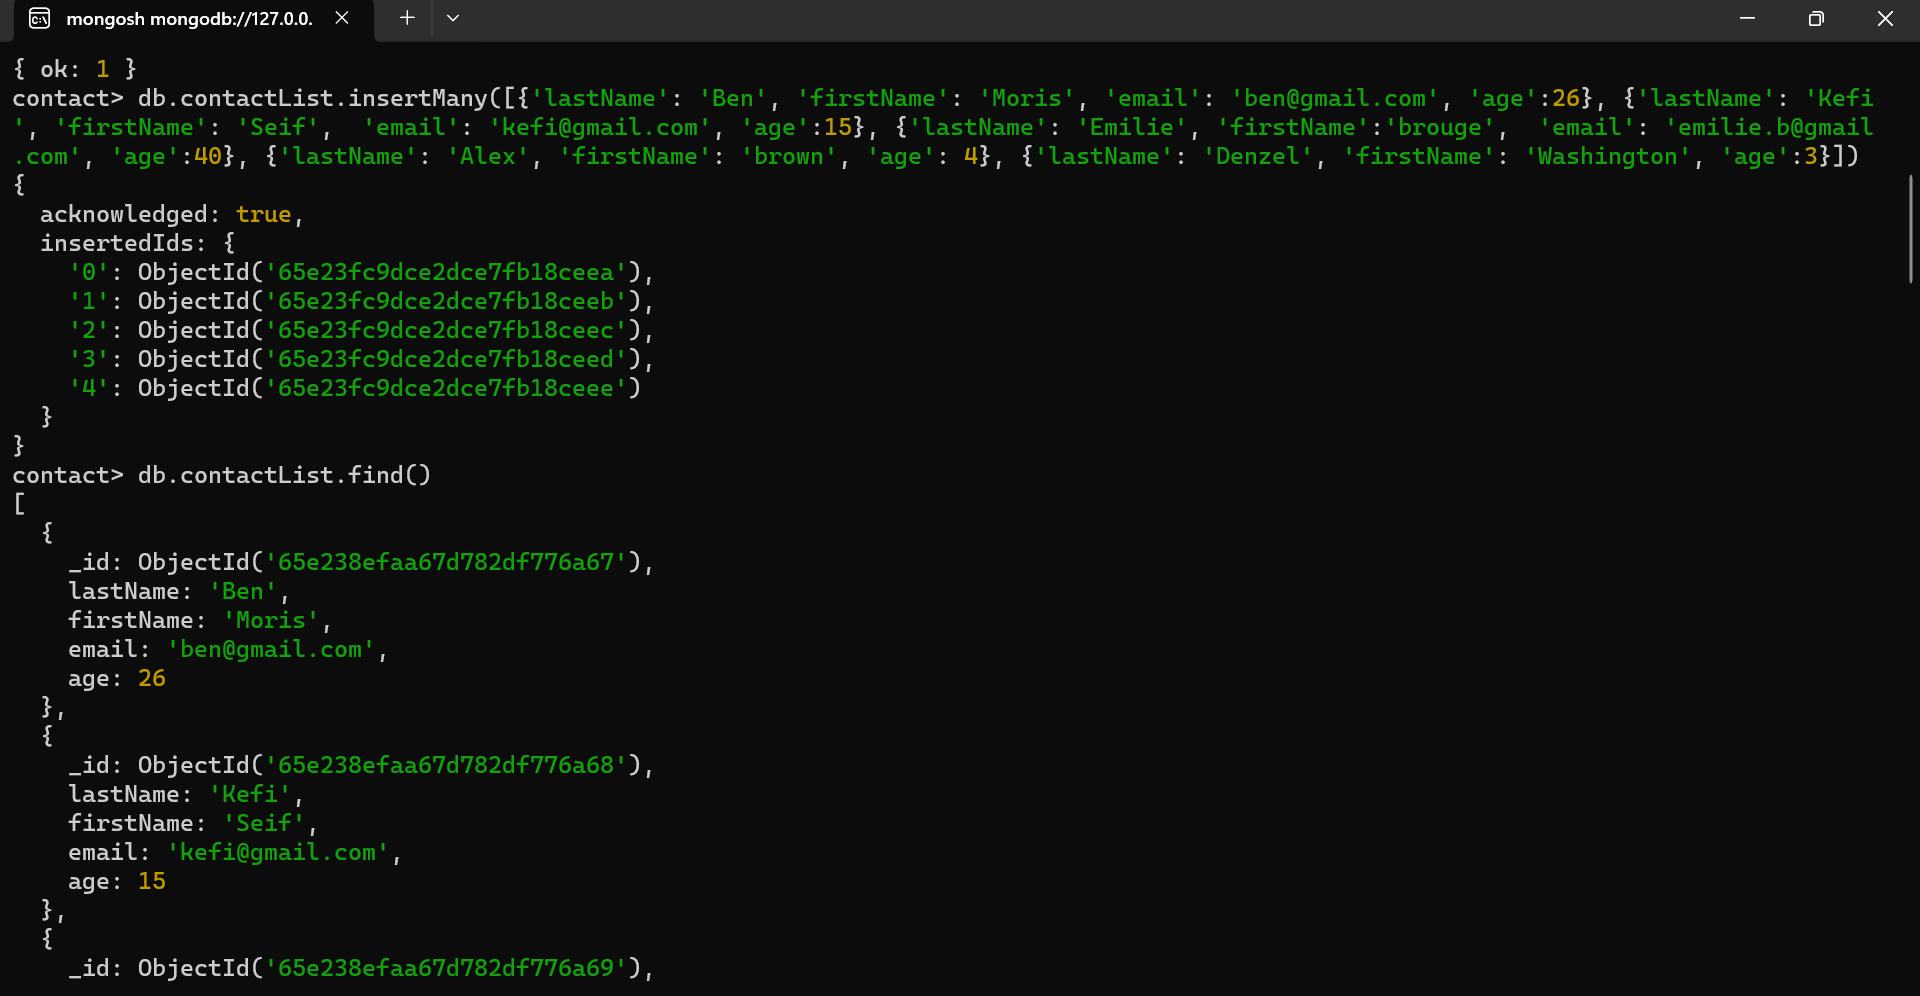 mongosh mongodb://127.0.0.
{ ok: 1 }
contact> db.contactList.insertMany([{'lastName': 'Ben', 'firstName': 'Moris', 'email': 'ben@gmail.com', 'age':26}, {'lastName': 'Kefi
', 'firstName': 'Seif',  'email': 'kefi@gmail.com', 'age':15}, {'lastName': 'Emilie', 'firstName':'brouge',  'email': 'emilie.b@gmail
.com', 'age':40}, {'lastName': 'Alex', 'firstName': 'brown', 'age': 4}, {'lastName': 'Denzel', 'firstName': 'Washington', 'age':3}])
{
  acknowledged: true,
  insertedIds: {
    '0': ObjectId('65e23fc9dce2dce7fb18ceea'),
    '1': ObjectId('65e23fc9dce2dce7fb18ceeb'),
    '2': ObjectId('65e23fc9dce2dce7fb18ceec'),
    '3': ObjectId('65e23fc9dce2dce7fb18ceed'),
    '4': ObjectId('65e23fc9dce2dce7fb18ceee')
  }
}
contact> db.contactList.find()
[
  {
    _id: ObjectId('65e238efaa67d782df776a67'),
    lastName: 'Ben',
    firstName: 'Moris',
    email: 'ben@gmail.com',
    age: 26
  },
  {
    _id: ObjectId('65e238efaa67d782df776a68'),
    lastName: 'Kefi',
    firstName: 'Seif',
    email: 'kefi@gmail.com',
    age: 15
  },
  {
    _id: ObjectId('65e238efaa67d782df776a69'),